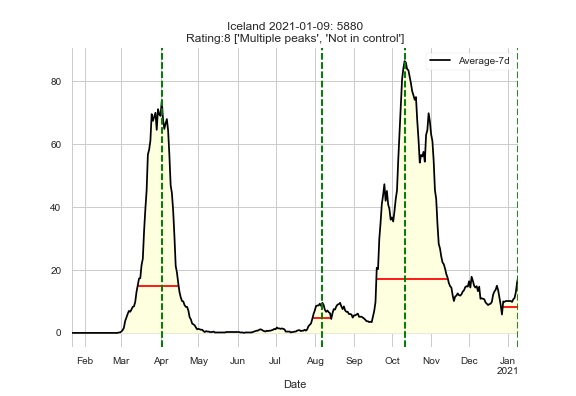 Iceland 2021-01-09: 5880
Rating:8 ['Multiple peaks', 'Not in control']
Average-7d
80
60
40
20
0
Feb Mar Apr May Jun Jul Aug Sep Oct Nov Dec Jan
2021
Date